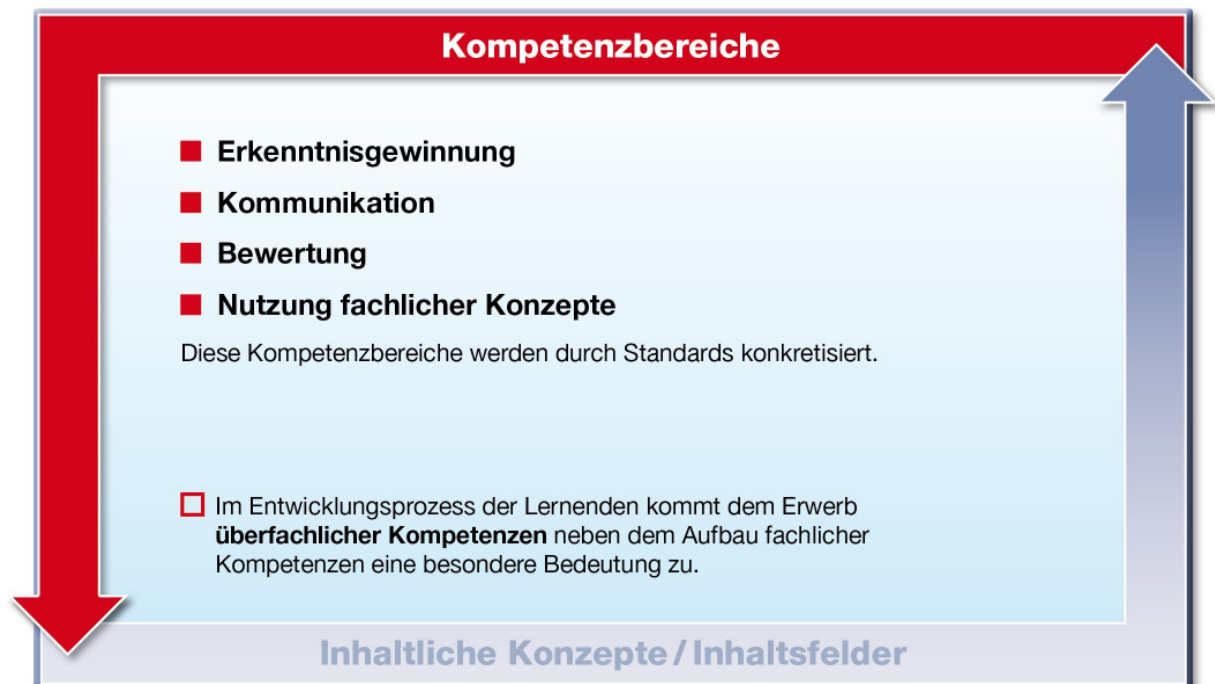 Kompetenzbereiche
Erkenntnisgewinnung
Kommunikation
Bewertung
Nutzung fachlicher Konzepte
Diese Kompetenzbereiche werden durch Standards konkretisiert.
Im Entwicklungsprozess der Lernenden kommt dem Erwerb
überfachlicher Kompetenzen neben dem Aufbau fachlicher
Kompetenzen eine besondere Bedeutung zu.
Inhaltliche Konzepte / Inhaltsfelder